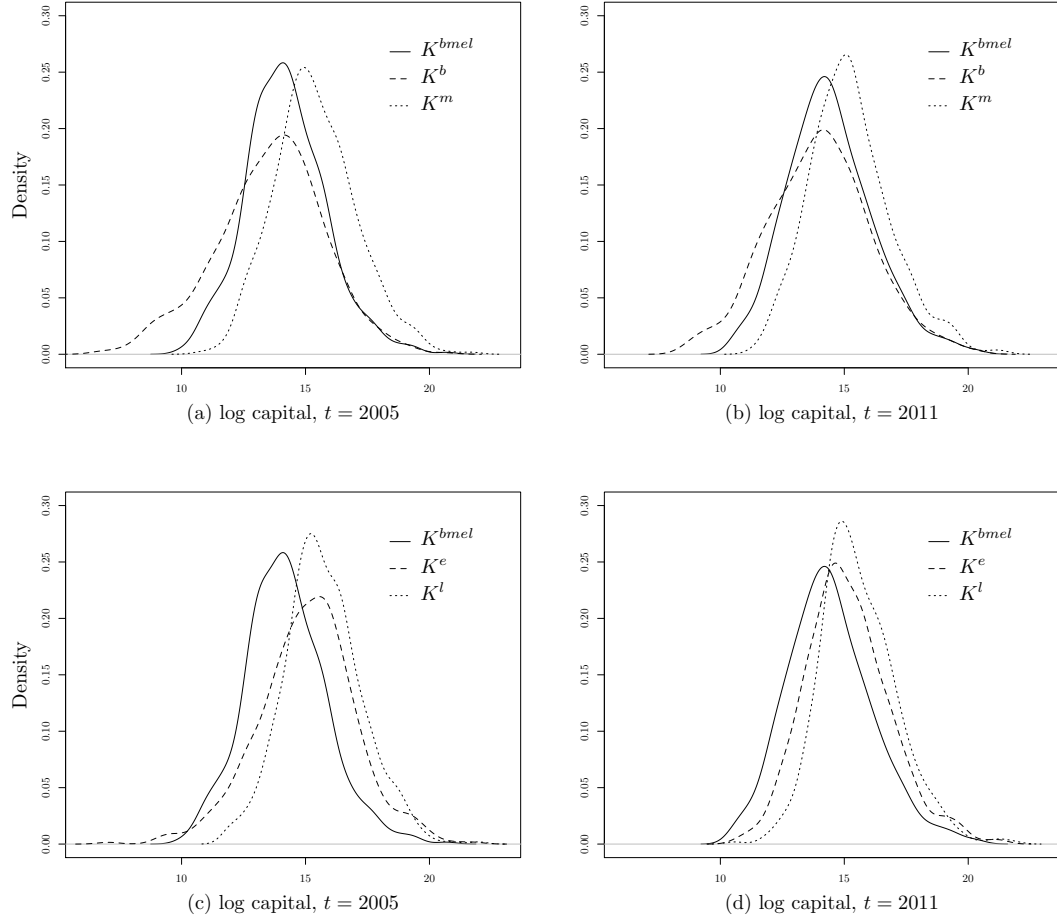 0.30
0.25
0.20
0.15
0.10
0.05
0.00
Density
K^{bmel}
K^b
K^m
10 15 20
(a) log capital, t = 2005
0.30
0.25
0.20
0.15
0.10
0.05
0.00
K^{bmel}
K^b
K^m
10 15 20
(b) log capital, t = 2011
0.30
0.25
0.20
0.15
0.10
0.05
0.00
Density
K^{bmel}
K^e
K^l
10 15 20
(c) log capital, t = 2005
0.30
0.25
0.20
0.15
0.10
0.05
0.00
K^{bmel}
K^e
K^l
10 15 20
(d) log capital, t = 2011